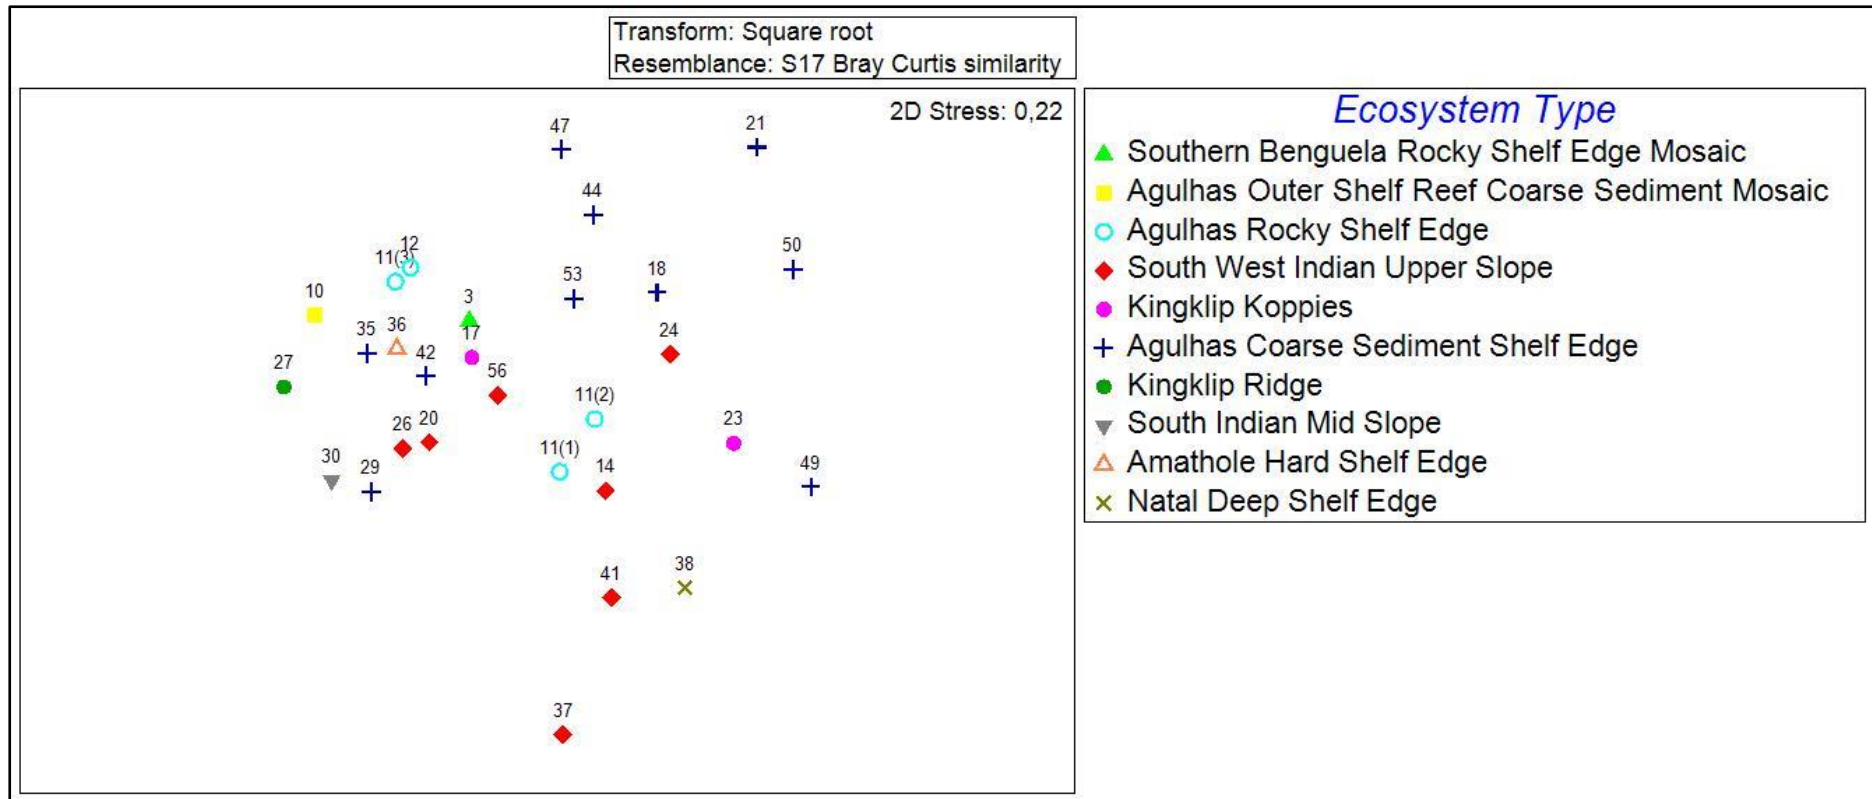 Transform: Square root
Resemblance: S17 Bray Curtis similarity
2D Stress: 0,22
47
21
44
12
11(3)
50
53
18
10
3
35
36
17
24
27
42
56
11(2)
26
20
23
11(1)
30
29
14
49
41
38
37
Ecosystem Type
Southern Benguela Rocky Shelf Edge Mosaic
Agulhas Outer Shelf Reef Coarse Sediment Mosaic
Agulhas Rocky Shelf Edge
South West Indian Upper Slope
Kingklip Koppies
Agulhas Coarse Sediment Shelf Edge
Kingklip Ridge
South Indian Mid Slope
Amathole Hard Shelf Edge
Natal Deep Shelf Edge